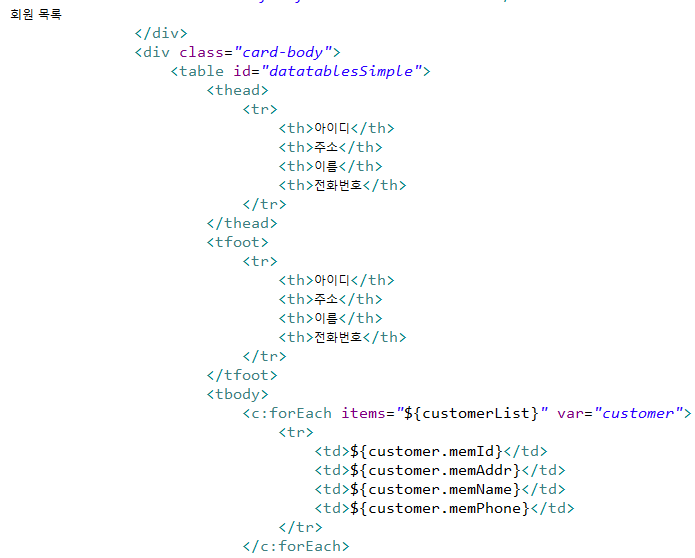 회원 목록
</div>
<div class="card-body">
<table id="datatablesSimple">
<thead>
<tr>
<th>아이디</th>
<th>주소</th>
<th>이름</th>
<th>전화번호</th>
</tr>
</thead>
<tfoot>
<tr>
<th>아이디</th>
<th>주소</th>
<th>이름</th>
<th>전화번호</th>
</tr>
</tfoot>
<tbody>
<c:forEach items="${customerList}" var="customer">
<tr>
<td>${customer.memId}</td>
<td>${customer.memAddr}</td>
<td>${customer.memName}</td>
<td>${customer.memPhone}</td>
</tr>
</c:forEach>